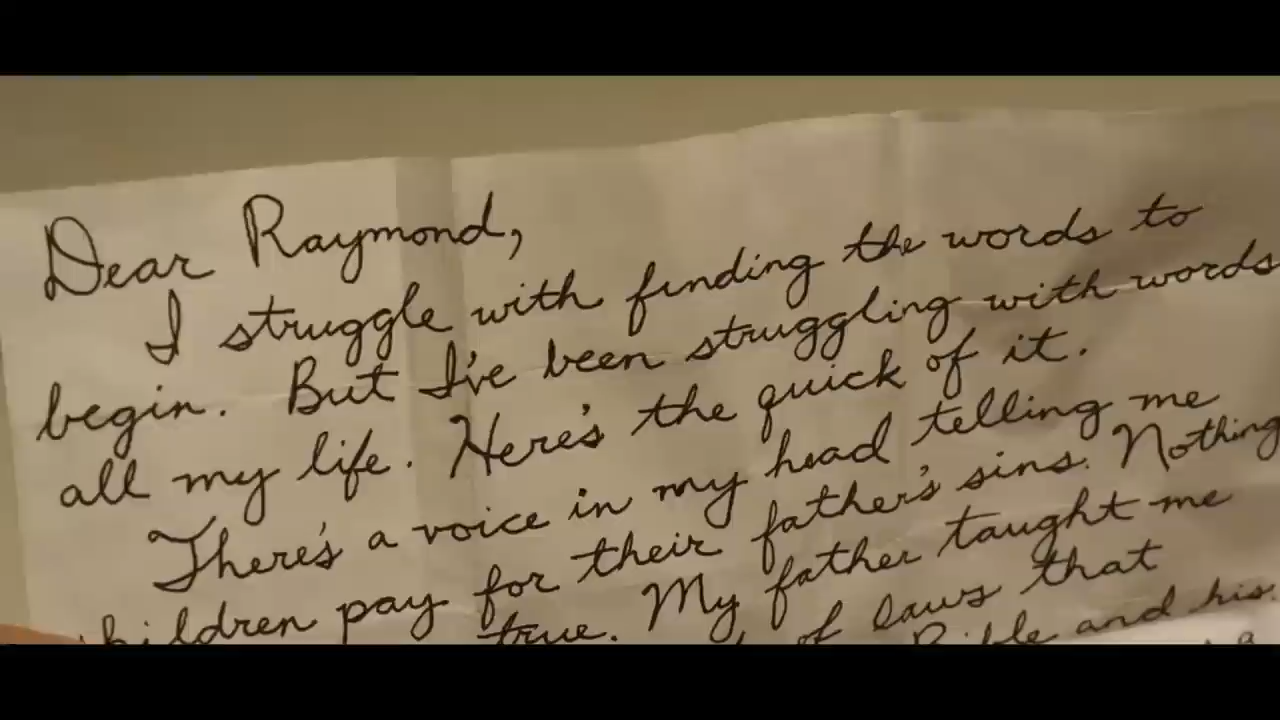 Dear Raymond,
I struggle with finding the words to
begin. But I've been struggling with words
all my life. Here's the quick of it.
There's a voice in my head telling me
children pay for their father's sins. Nothing
true. My father taught me
of laws that
Bible and his
a